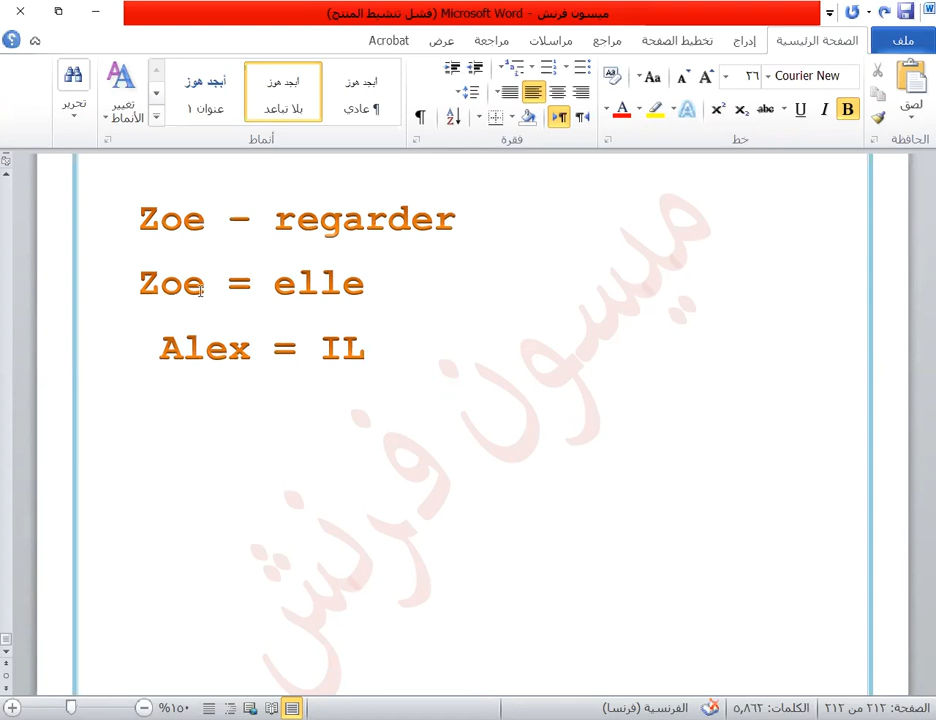 ميسون فرنش - Microsoft Word (فشل تنشيط المنتج)
ملف الصفحة الرئيسية إدراج تخطيط الصفحة مراجع مراسلات مراجعة عرض Acrobat
لصق
الحافظة
Courier New ٢٦
خط
فقرة
أبجد هوز أبجد هوز أبجد هوز
¶ عادي بلا تباعد عنوان ١
تغيير الأنماط
أنماط
تحرير
Zoe – regarder
Zoe = elle
Alex = IL
ميسون فرنش
الصفحة: ٢١٢ من ٢١٢ الكلمات: ٥,٨٦٢ الفرنسية (فرنسا) %١٥٠